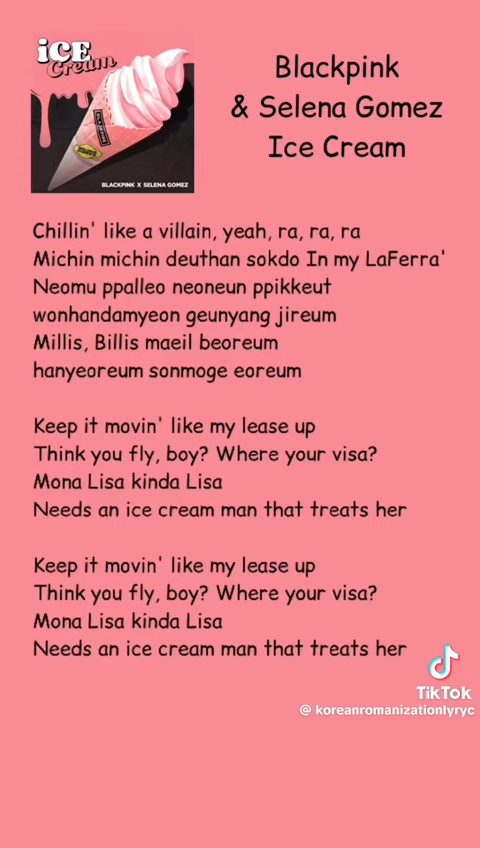 iCE
Cream
BLACKPINK X SELENA GOMEZ
Blackpink
& Selena Gomez
Ice Cream
Chillin' like a villain, yeah, ra, ra, ra
Michin michin deuthan sokdo In my LaFerra'
Neomu ppalleo neoneun ppikkeut
wonhandamyeon geunyang jireum
Millis, Billis maeil beoreum
hanyeoreum sonmoge eoreum
Keep it movin' like my lease up
Think you fly, boy? Where your visa?
Mona Lisa kinda Lisa
Needs an ice cream man that treats her
Keep it movin' like my lease up
Think you fly, boy? Where your visa?
Mona Lisa kinda Lisa
Needs an ice cream man that treats her
TikTok
@ koreanromanizationlyryc